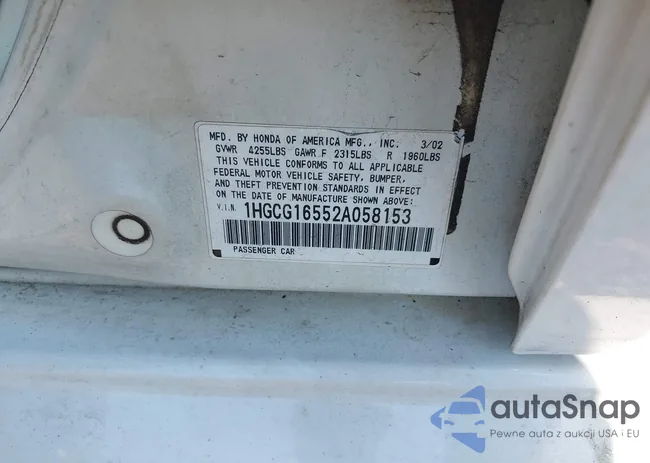 MFD. BY HONDA OF AMERICA MFG., INC. 3/02
GVWR 4255LBS GAWR F 2315LBS R 1960LBS
THIS VEHICLE CONFORMS TO ALL APPLICABLE
FEDERAL MOTOR VEHICLE SAFETY, BUMPER,
AND THEFT PREVENTION STANDARDS IN EFFECT
ON THE DATE OF MANUFACTURE SHOWN ABOVE:
V.I.N. 1HGCG16552A058153
PASSENGER CAR
autaSnap
Pewne auta z aukcji USA i EU